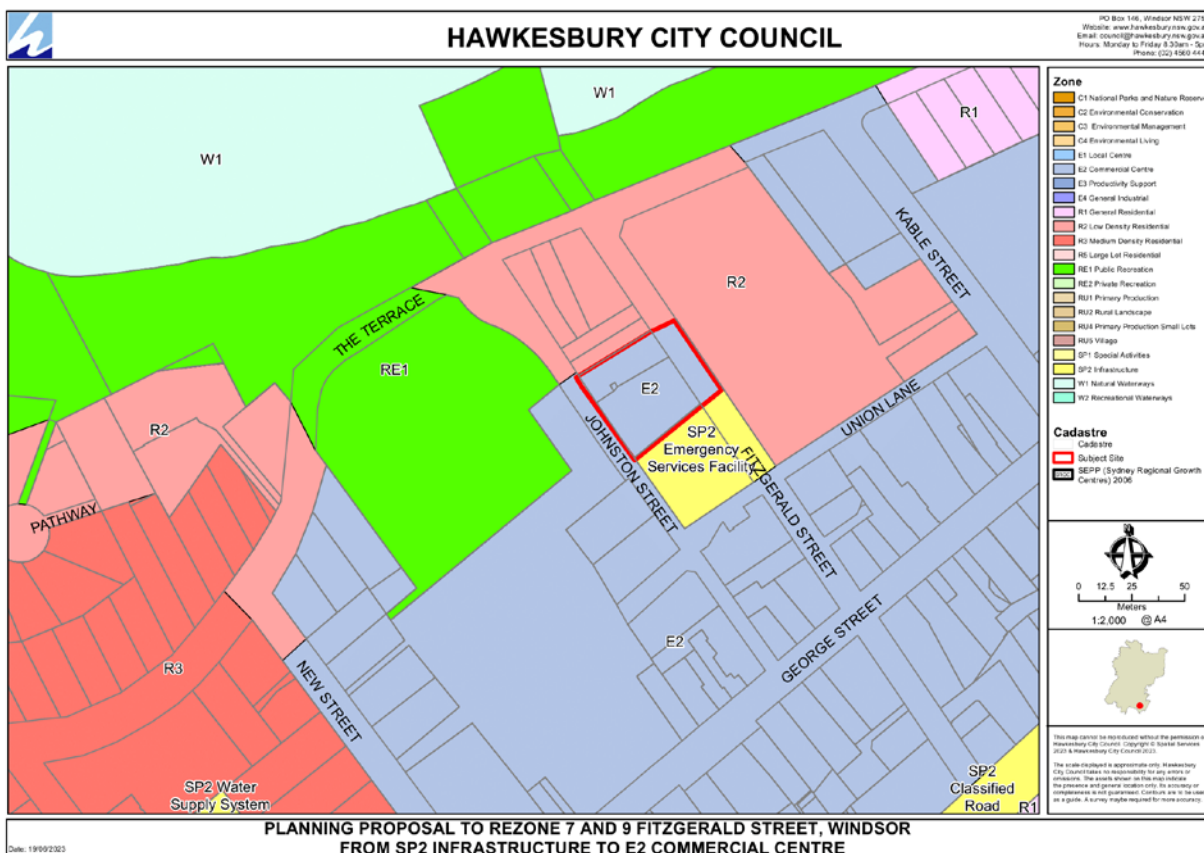 HAWKESBURY CITY COUNCIL
PO Box 146, Windsor NSW 275
Website: www.hawkesbury.nsw.gov.a
Email: council@hawkesbury.nsw.gov.a
Hours: Monday to Friday 8.30am - 5p
Phone: (02) 4560 444
W1
W1
R1
KABLE STREET
R2
THE TERRACE
RE1
E2
R2
JOHNSTON STREET
SP2
Emergency
Services Facility
FITZGERALD STREET
UNION LANE
PATHWAY
R3
NEW STREET
E2
GEORGE STREET
SP2 Water
Supply System
SP2
Classified
Road
R1
Zone
C1 National Parks and Nature Reserv
C2 Environmental Conservation
C3 Environmental Management
C4 Environmental Living
E1 Local Centre
E2 Commercial Centre
E3 Productivity Support
E4 General Industrial
R1 General Residential
R2 Low Density Residential
R3 Medium Density Residential
R5 Large Lot Residential
RE1 Public Recreation
RE2 Private Recreation
RU1 Primary Production
RU2 Rural Landscape
RU4 Primary Production Small Lots
RU5 Village
SP1 Special Activities
SP2 Infrastructure
W1 Natural Waterways
W2 Recreational Waterways
Cadastre
Cadastre
Subject Site
SEPP (Sydney Regional Growth
Centres) 2006
0 12.5 25 50
Meters
1:2,000 @ A4
This map cannot be reproduced without the permission o
Hawkesbury City Council. Copyright © Spatial Services
2023 & Hawkesbury City Council 2023.
The scale displayed is approximate only. Hawkesbury
City Council takes no responsibility for any errors or
omissions. The assets shown on this map indicate
the presence and general location only. Its accuracy or
completeness is not guaranteed. Contours are to be used
as a guide. A survey may be required for more accuracy.
PLANNING PROPOSAL TO REZONE 7 AND 9 FITZGERALD STREET, WINDSOR
FROM SP2 INFRASTRUCTURE TO E2 COMMERCIAL CENTRE